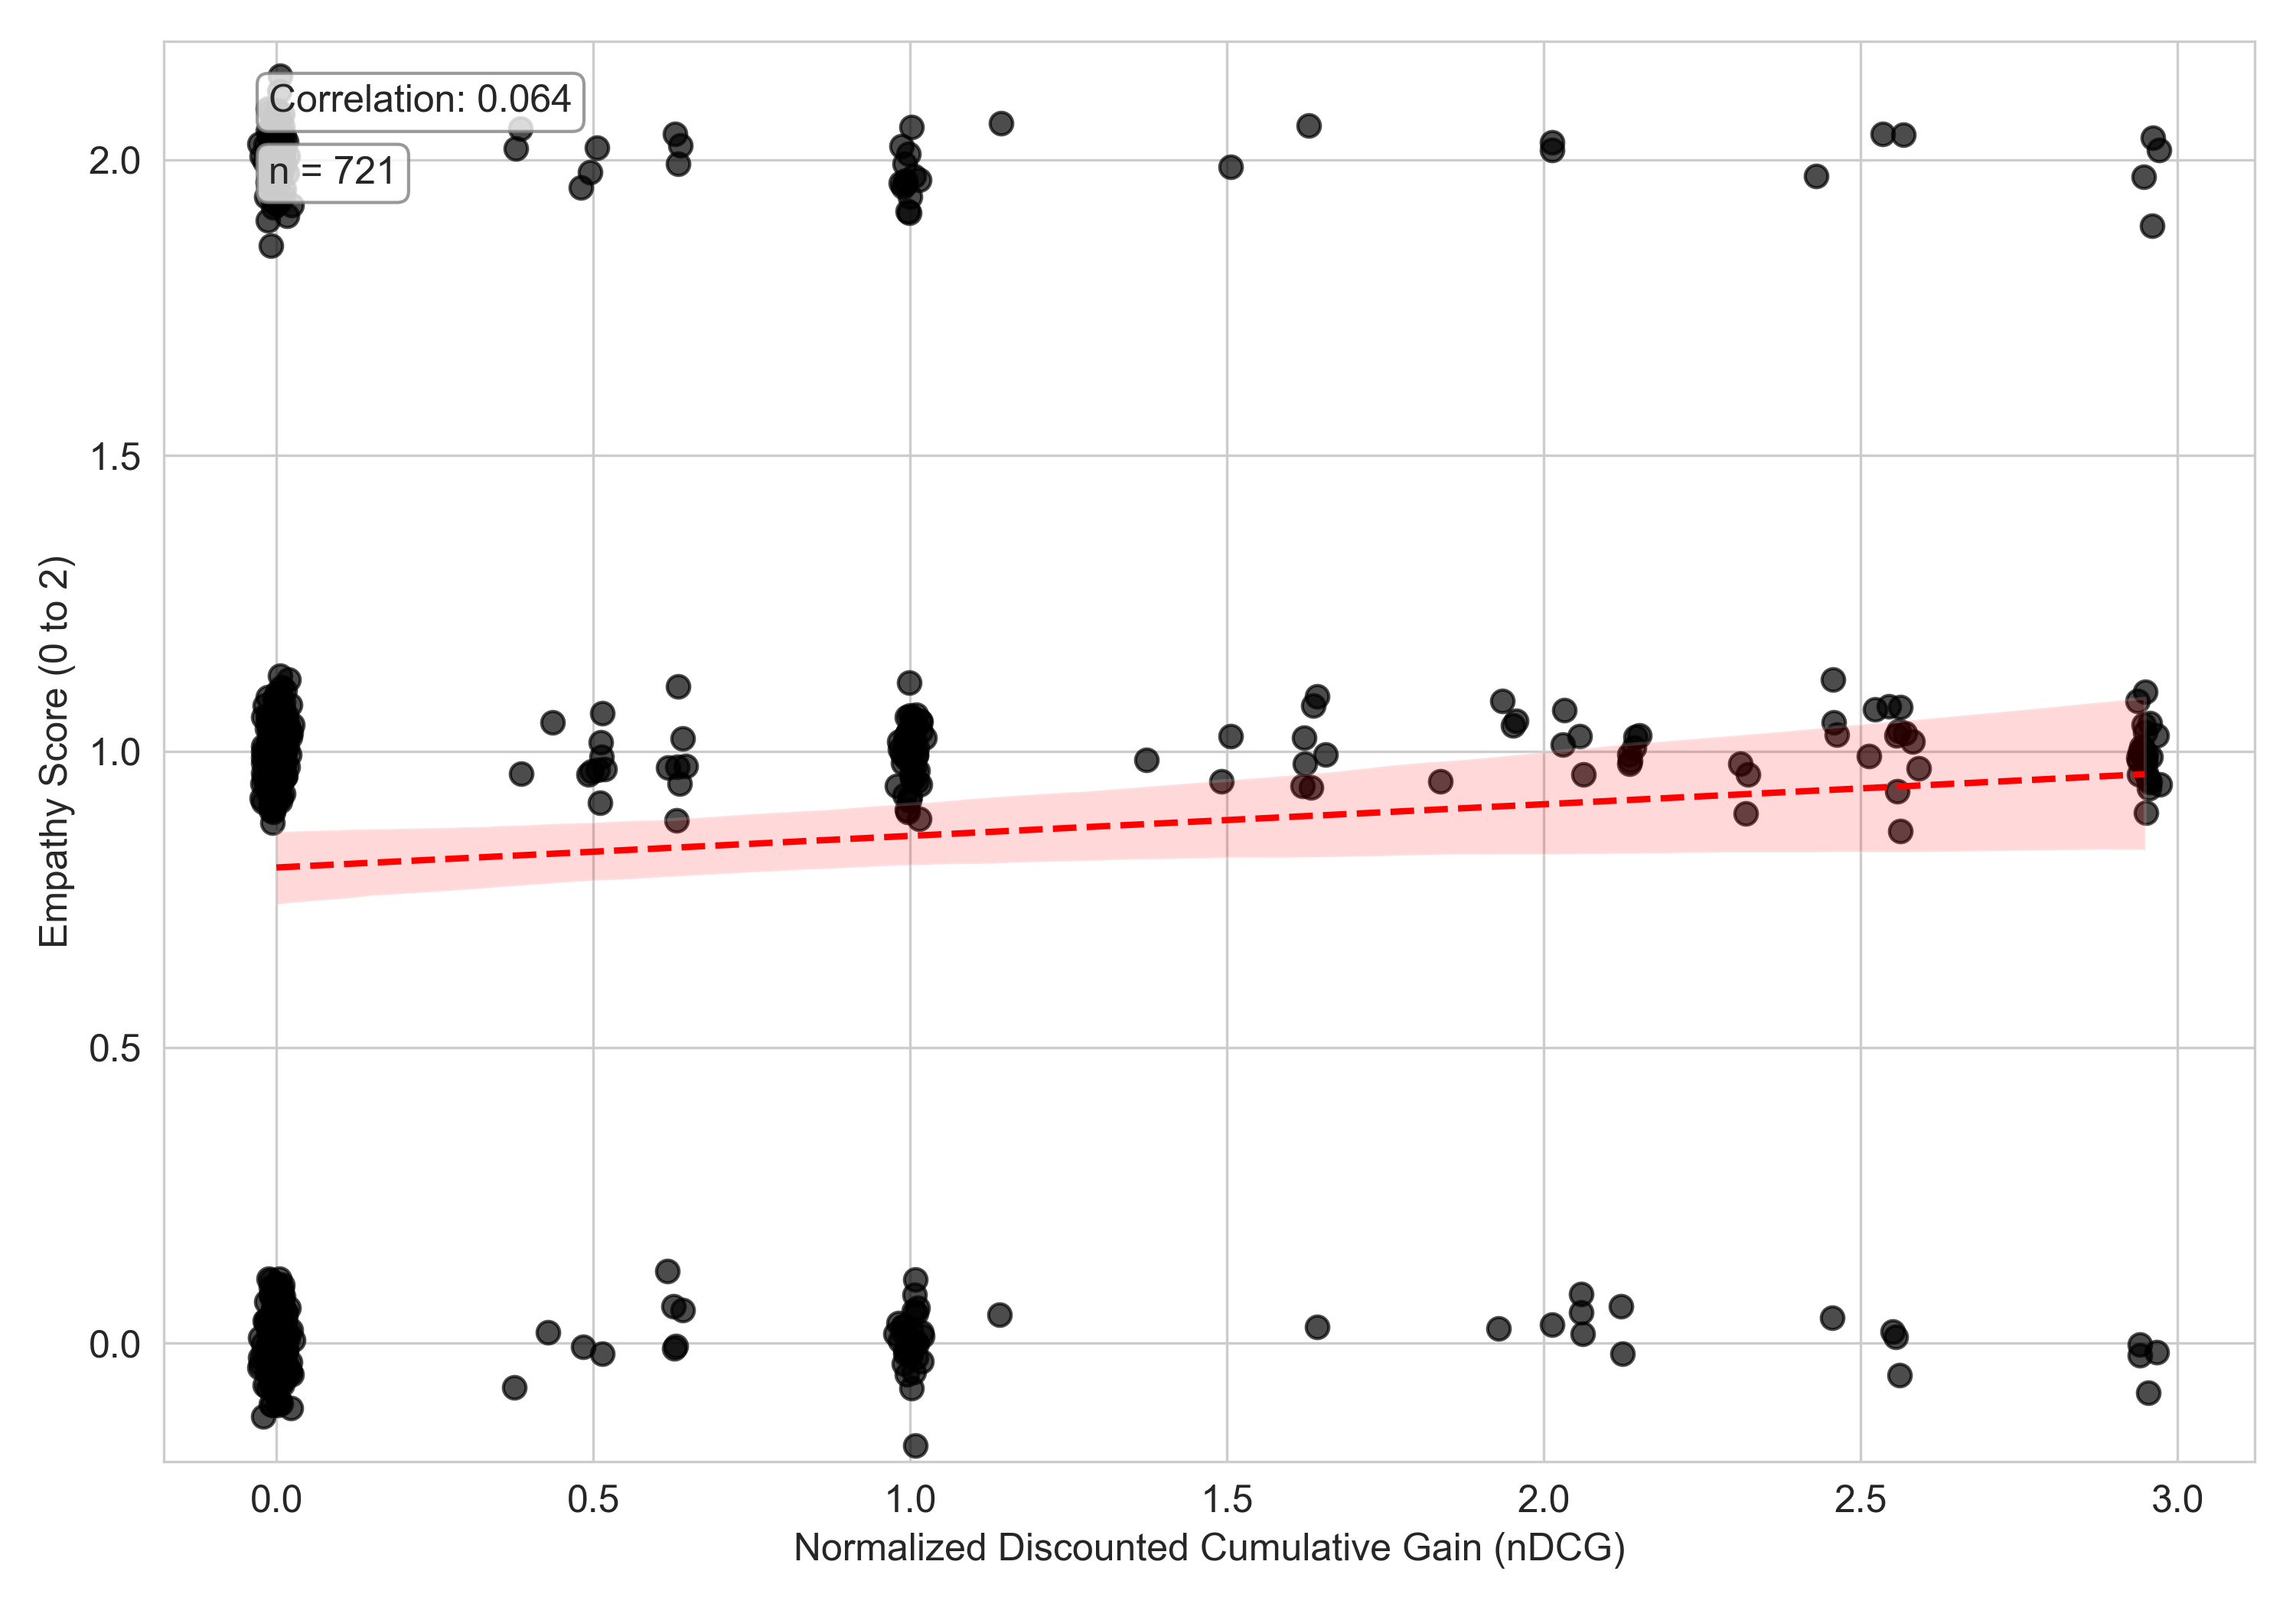 Correlation: 0.064
n = 721
2.0
1.5
1.0
0.5
0.0
Empathy Score (0 to 2)
0.0 0.5 1.0 1.5 2.0 2.5 3.0
Normalized Discounted Cumulative Gain (nDCG)